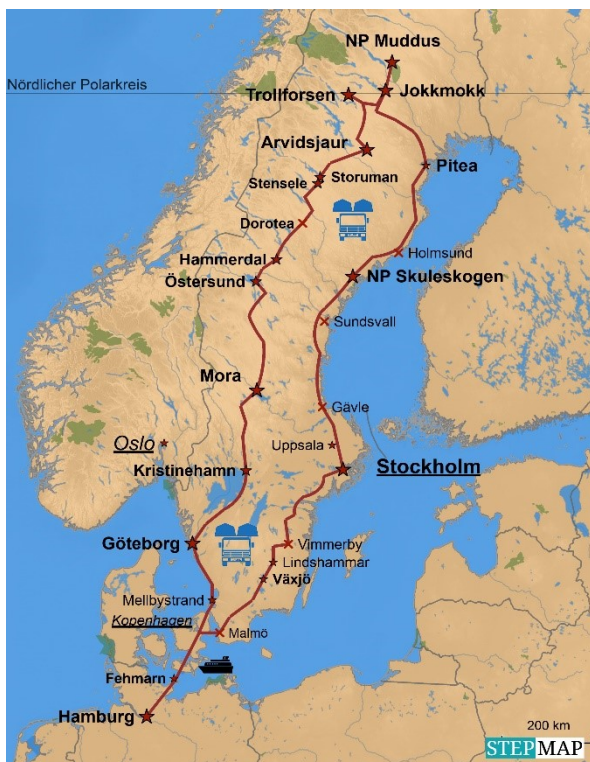 NP Muddus
Nördlicher Polarkreis
Trollforsen
Jokkmokk
Arvidsjaur
Pitea
Storuman
Stensele
Dorotea
Holmsund
Hammerdal
Östersund
NP Skuleskogen
Sundsvall
Mora
Gävle
Oslo
Uppsala
Kristinehamn
Stockholm
Göteborg
Vimmerby
Lindshammar
Växjö
Mellbystrand
Kopenhagen
Malmö
Fehmarn
Hamburg
200 km
STEPMAP